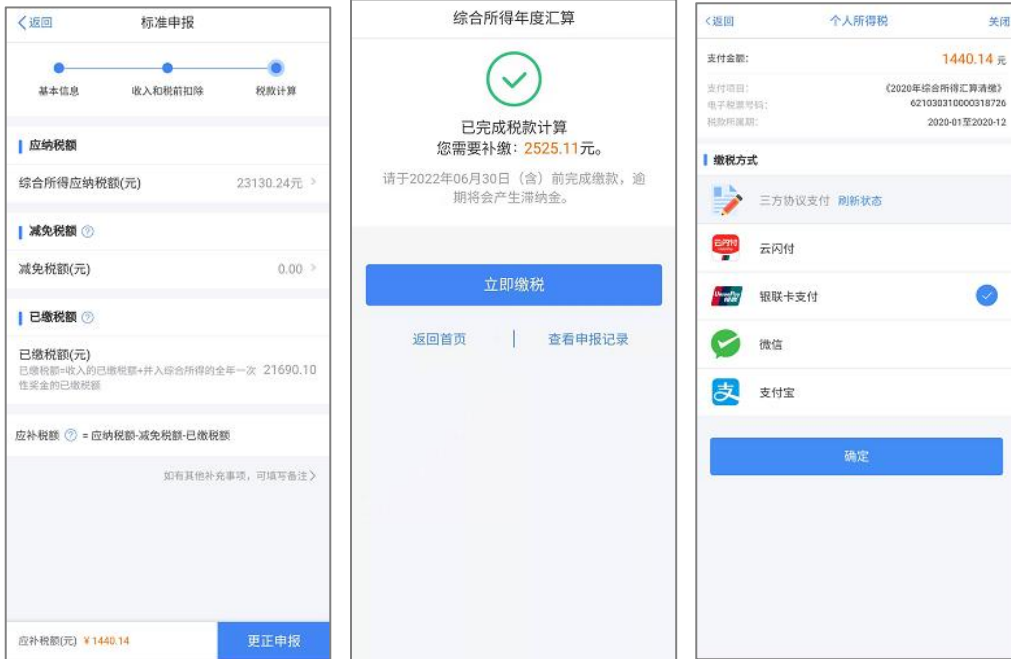 返回
标准申报
基本信息
收入和税前扣除
税款计算
应纳税额
综合所得应纳税额(元)
23130.24元
减免税额
减免税额(元)
0.00
已缴税额
已缴税额(元)
已缴税额=收入的已缴税额+并入综合所得的全年一次
性奖金的已缴税额
21690.10
应补税额 ? = 应纳税额-减免税额-已缴税额
如有其他补充事项，可填写备注
应补税额(元) ¥1440.14
更正申报
综合所得年度汇算
已完成税款计算
您需要补缴：2525.11元。
请于2022年06月30日（含）前完成缴款，逾
期将会产生滞纳金。
立即缴税
返回首页
查看申报记录
返回
个人所得税
关闭
支付金额：
1440.14 元
支付项目：
《2020年综合所得汇算清缴》
电子税票号码：
621030310000318726
税款所属期：
2020-01至2020-12
缴税方式
三方协议支付 刷新状态
云闪付
云闪付
UnionPay
银联
银联卡支付
微信
支
支付宝
确定